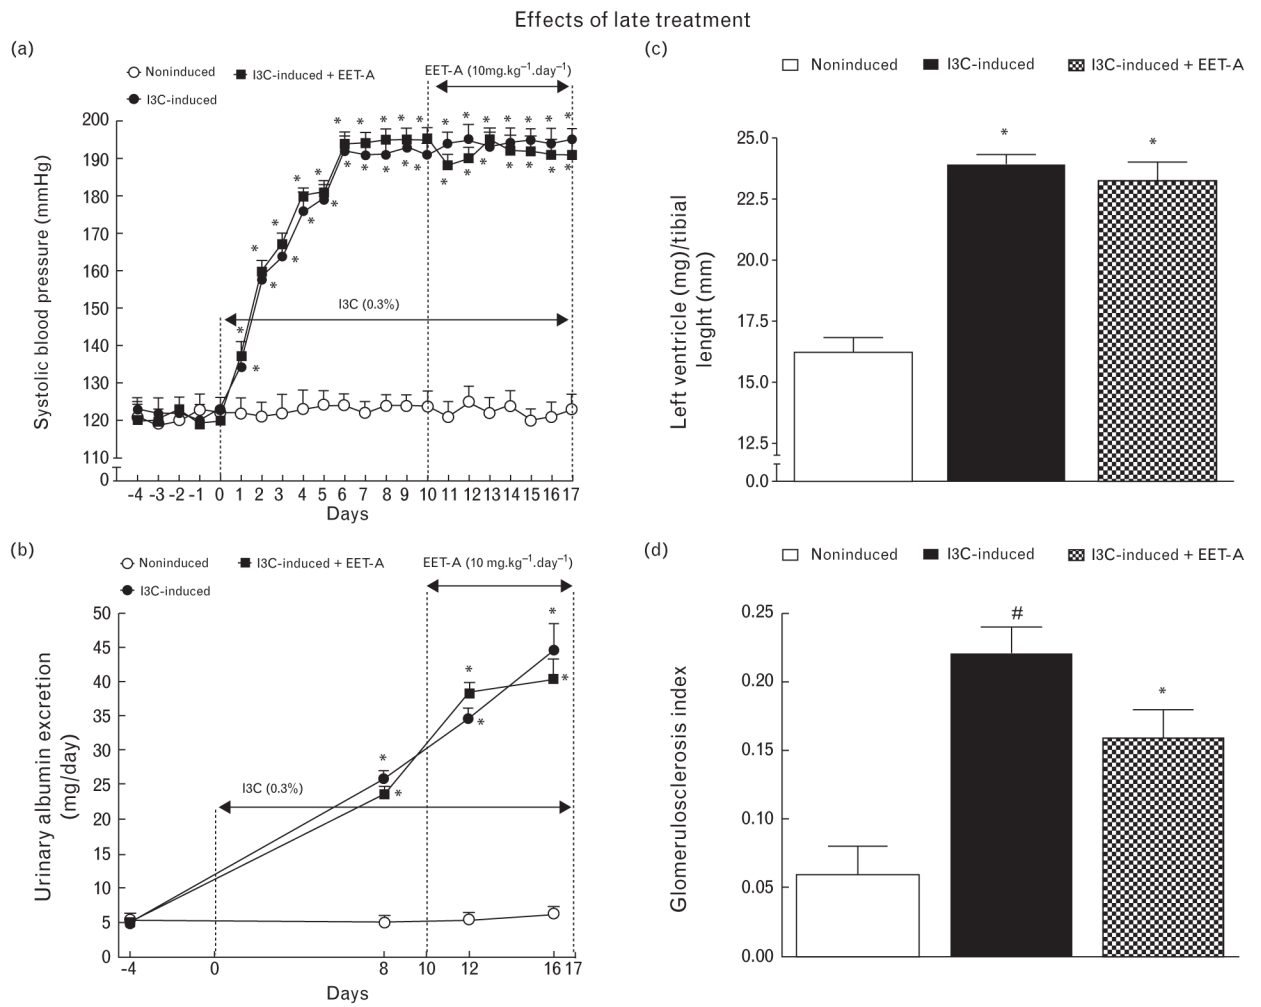 Effects of late treatment
(a)
Noninduced
I3C-induced + EET-A
I3C-induced
EET-A (10mg.kg⁻¹.day⁻¹)
I3C (0.3%)
Systolic blood pressure (mmHg)
200
190
180
170
160
150
140
130
120
110
0
* * * * * * * * * * * * * * * * * * * * * * * * * * * * * * * * * *
-4 -3 -2 -1 0 1 2 3 4 5 6 7 8 9 10 11 12 13 14 15 16 17
Days
(c)
Noninduced
I3C-induced
I3C-induced + EET-A
Left ventricle (mg)/tibial
lenght (mm)
25.0
22.5
20.0
17.5
15.0
12.5
0.0
* *
(b)
Noninduced
I3C-induced + EET-A
I3C-induced
EET-A (10 mg.kg⁻¹.day⁻¹)
I3C (0.3%)
Urinary albumin excretion
(mg/day)
50
45
40
35
30
25
20
15
10
5
0
* * * * * *
-4 0 8 10 12 16 17
Days
(d)
Noninduced
I3C-induced
I3C-induced + EET-A
Glomerulosclerosis index
0.25
0.20
0.15
0.10
0.05
0.00
# *